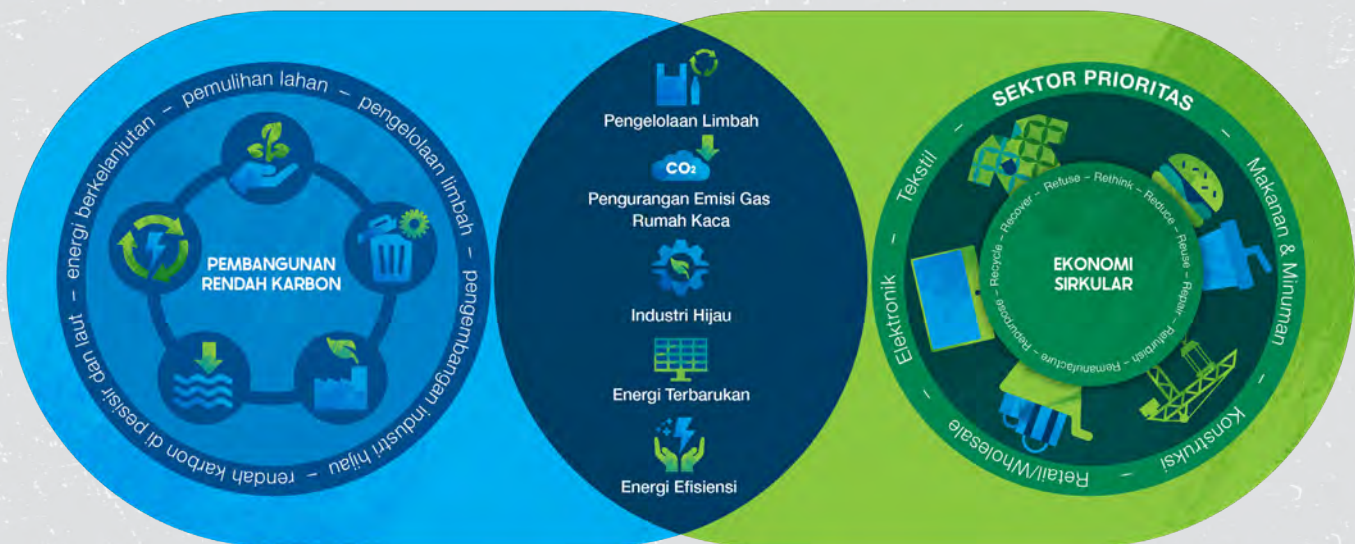 energi berkelanjutan – pemulihan lahan – pengelolaan limbah – pengembangan industri hijau – rendah karbon di pesisir dan laut –
PEMBANGUNAN
RENDAH KARBON
Pengelolaan Limbah
CO₂
Pengurangan Emisi Gas
Rumah Kaca
Industri Hijau
Energi Terbarukan
Energi Efisiensi
SEKTOR PRIORITAS – Makanan & Minuman – Konstruksi – Retail/Wholesale – Elektronik – Tekstil –
Refuse – Rethink – Reduce – Reuse – Repair – Refurbish – Remanufacture – Repurpose – Recycle – Recover –
EKONOMI
SIRKULAR